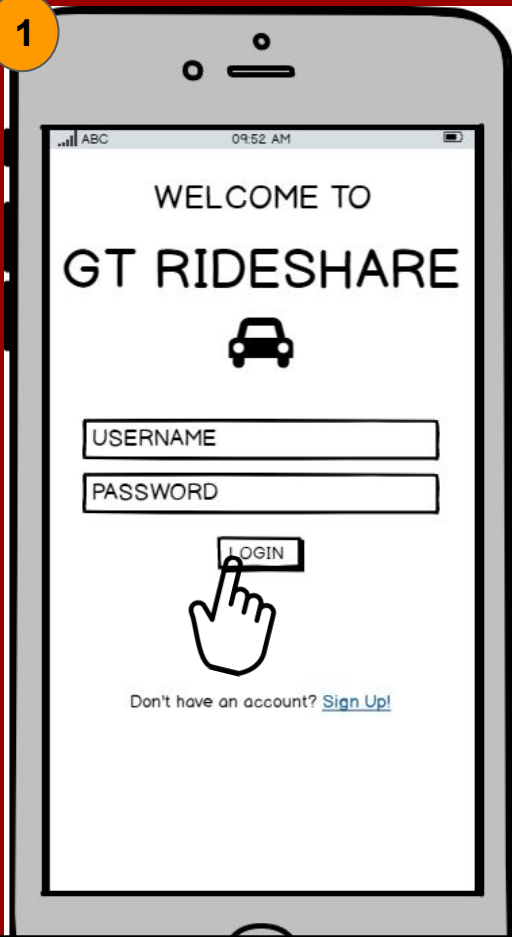 1
ABC 09:52 AM
WELCOME TO
GT RIDESHARE
USERNAME
PASSWORD
LOGIN
Don't have an account? Sign Up!